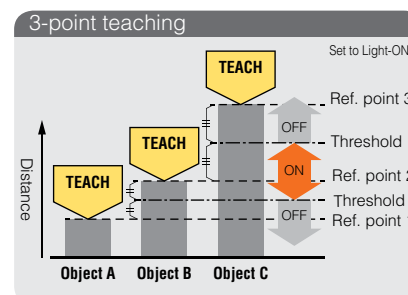 3-point teaching
Set to Light-ON
TEACH
Ref. point 3
OFF
Threshold
TEACH
ON
Ref. point 2
TEACH
Threshold
OFF
Ref. point
Distance
Object A
Object B
Object C